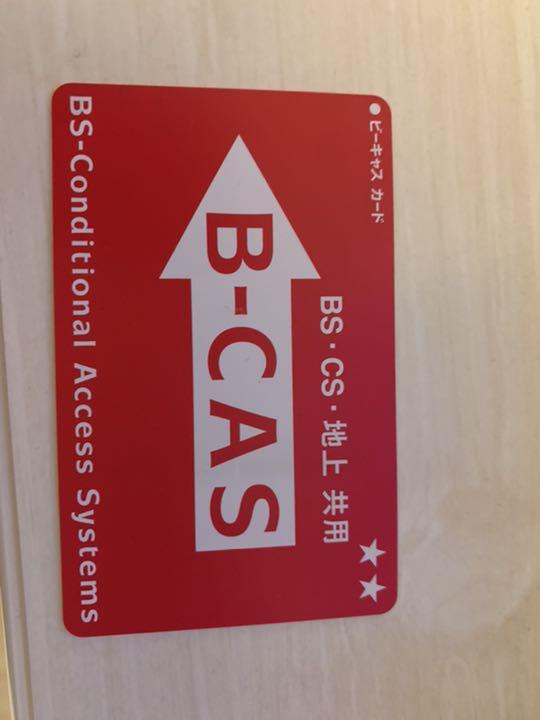 ●ビーキャス カード
BS・CS・地上 共用
★★
B-CAS
BS-Conditional Access Systems